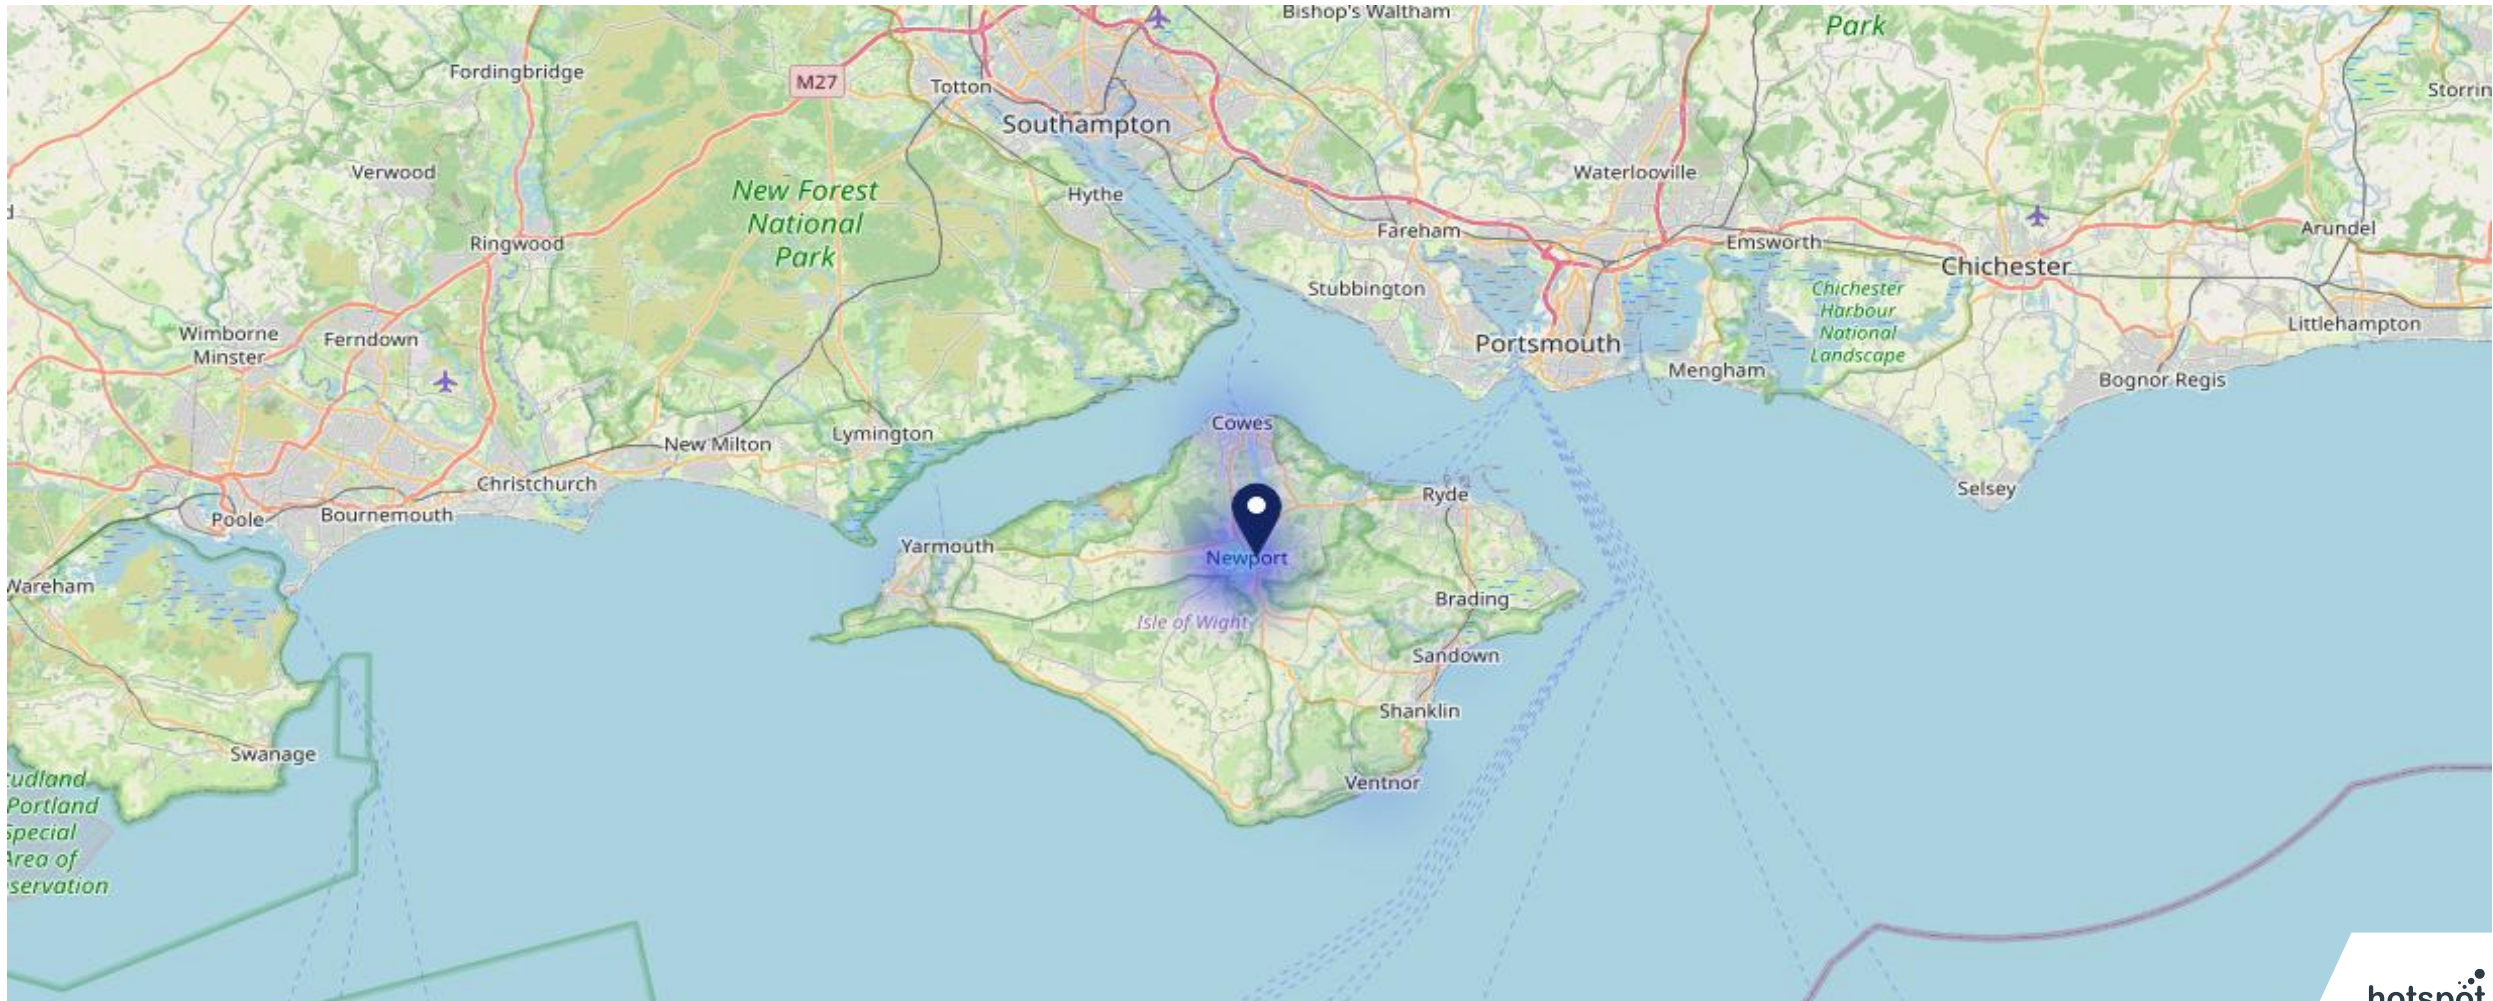 Bishop's Waltham
Park
Fordingbridge
M27
Totton
Storrin
Southampton
Verwood
Waterlooville
New Forest
National
Park
Hythe
d
Ringwood
Fareham
Emsworth
Arundel
Chichester
Stubbington
Chichester
Harbour
National
Landscape
Wimborne
Minster
Ferndown
Portsmouth
Littlehampton
Mengham
Bognor Regis
Cowes
Lymington
New Milton
Christchurch
Ryde
Selsey
Poole
Bournemouth
Yarmouth
Newport
Wareham
Brading
Isle of Wight
Sandown
Shanklin
Swanage
Ventnor
tudland
Portland
Special
Area of
servation
hotspot